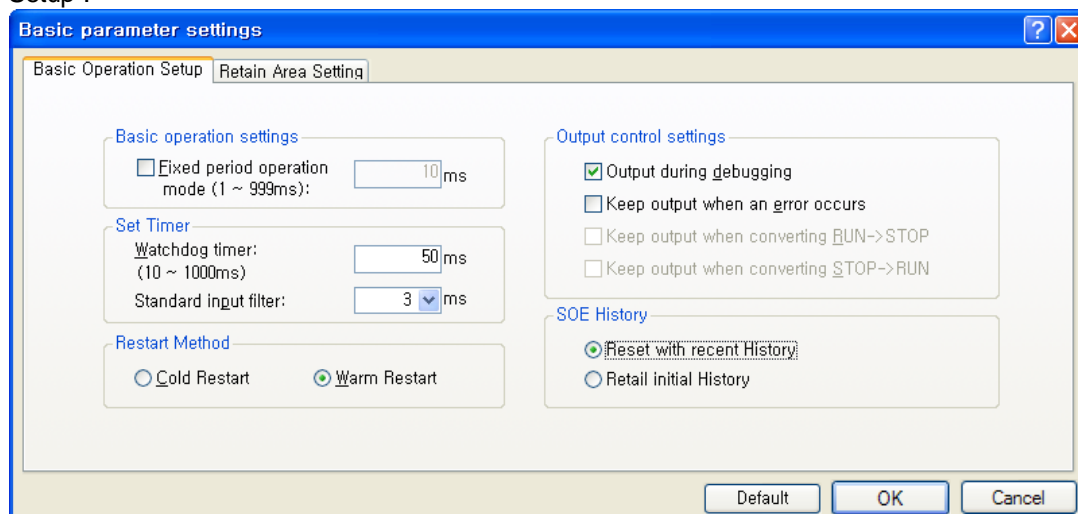 Basic parameter settings
Basic Operation Setup
Retain Area Setting
Basic operation settings
Fixed period operation
mode (1 ~ 999ms):
10 ms
Set Timer
Watchdog timer:
(10 ~ 1000ms)
50 ms
Standard input filter:
3 ms
Restart Method
Cold Restart
Warm Restart
Output control settings
Output during debugging
Keep output when an error occurs
Keep output when converting RUN->STOP
Keep output when converting STOP->RUN
SOE History
Reset with recent History
Retail initial History
Default
OK
Cancel